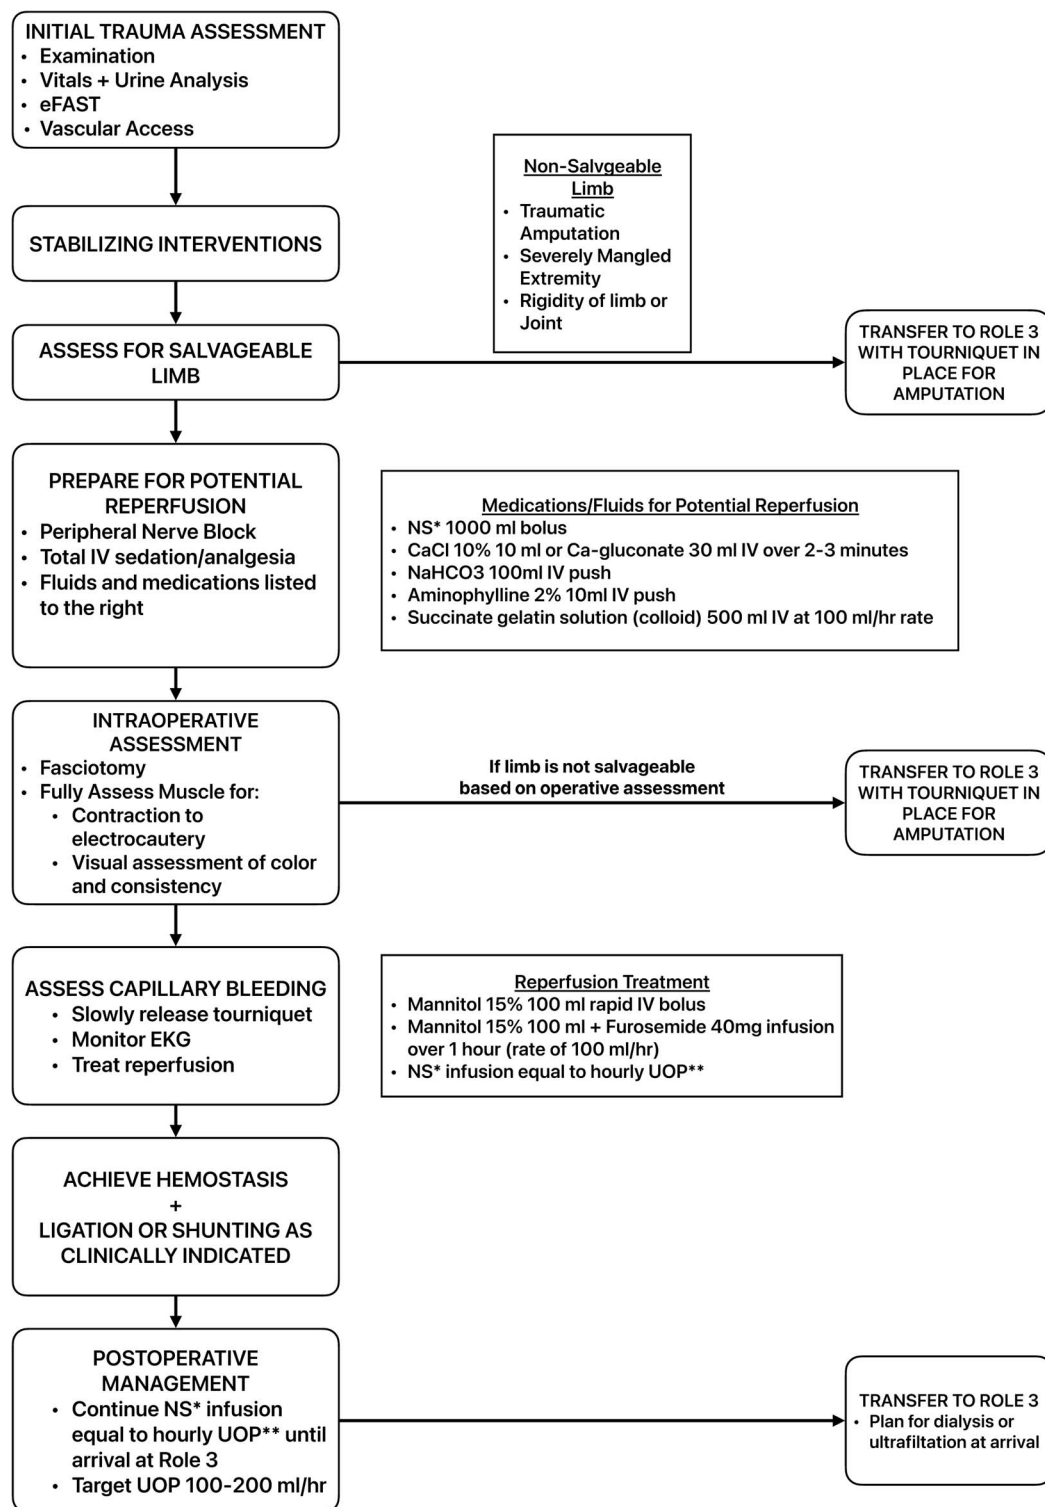 INITIAL TRAUMA ASSESSMENT
• Examination
• Vitals + Urine Analysis
• eFAST
• Vascular Access
STABILIZING INTERVENTIONS
ASSESS FOR SALVAGEABLE
LIMB
Non-Salvgeable
Limb
• Traumatic
Amputation
• Severely Mangled
Extremity
• Rigidity of limb or
Joint
TRANSFER TO ROLE 3
WITH TOURNIQUET IN
PLACE FOR
AMPUTATION
PREPARE FOR POTENTIAL
REPERFUSION
• Peripheral Nerve Block
• Total IV sedation/analgesia
• Fluids and medications listed
to the right
Medications/Fluids for Potential Reperfusion
• NS* 1000 ml bolus
• CaCl 10% 10 ml or Ca-gluconate 30 ml IV over 2-3 minutes
• NaHCO3 100ml IV push
• Aminophylline 2% 10ml IV push
• Succinate gelatin solution (colloid) 500 ml IV at 100 ml/hr rate
INTRAOPERATIVE
ASSESSMENT
• Fasciotomy
• Fully Assess Muscle for:
• Contraction to
electrocautery
• Visual assessment of color
and consistency
If limb is not salvageable
based on operative assessment
TRANSFER TO ROLE 3
WITH TOURNIQUET IN
PLACE FOR
AMPUTATION
ASSESS CAPILLARY BLEEDING
• Slowly release tourniquet
• Monitor EKG
• Treat reperfusion
Reperfusion Treatment
• Mannitol 15% 100 ml rapid IV bolus
• Mannitol 15% 100 ml + Furosemide 40mg infusion
over 1 hour (rate of 100 ml/hr)
• NS* infusion equal to hourly UOP**
ACHIEVE HEMOSTASIS
+
LIGATION OR SHUNTING AS
CLINICALLY INDICATED
POSTOPERATIVE
MANAGEMENT
• Continue NS* infusion
equal to hourly UOP** until
arrival at Role 3
• Target UOP 100-200 ml/hr
TRANSFER TO ROLE 3
• Plan for dialysis or
ultrafiltation at arrival